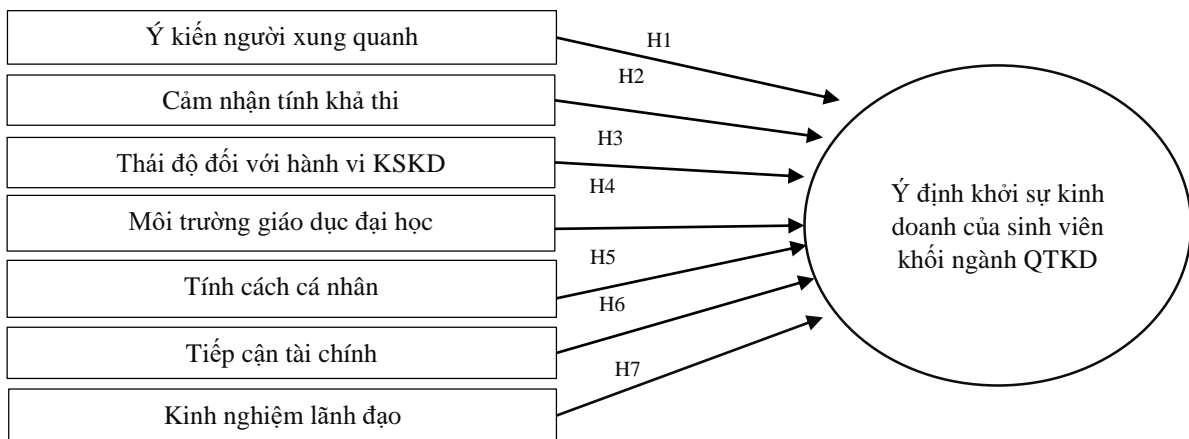 Ý kiến người xung quanh
H1
H2
Cảm nhận tính khả thi
H3
Thái độ đối với hành vi KSKD
H4
Môi trường giáo dục đại học
Ý định khởi sự kinh
doanh của sinh viên
khối ngành QTKD
H5
Tính cách cá nhân
H6
Tiếp cận tài chính
H7
Kinh nghiệm lãnh đạo